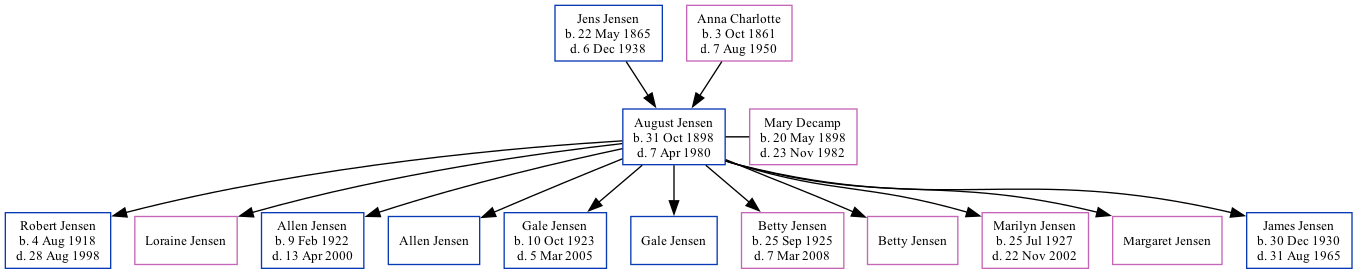 Jens Jensen
b. 22 May 1865
d. 6 Dec 1938
Anna Charlotte
b. 3 Oct 1861
d. 7 Aug 1950
August Jensen
b. 31 Oct 1898
d. 7 Apr 1980
Mary Decamp
b. 20 May 1898
d. 23 Nov 1982
Robert Jensen
b. 4 Aug 1918
d. 28 Aug 1998
Loraine Jensen
Allen Jensen
b. 9 Feb 1922
d. 13 Apr 2000
Allen Jensen
Gale Jensen
b. 10 Oct 1923
d. 5 Mar 2005
Gale Jensen
Betty Jensen
b. 25 Sep 1925
d. 7 Mar 2008
Betty Jensen
Marilyn Jensen
b. 25 Jul 1927
d. 22 Nov 2002
Margaret Jensen
James Jensen
b. 30 Dec 1930
d. 31 Aug 1965